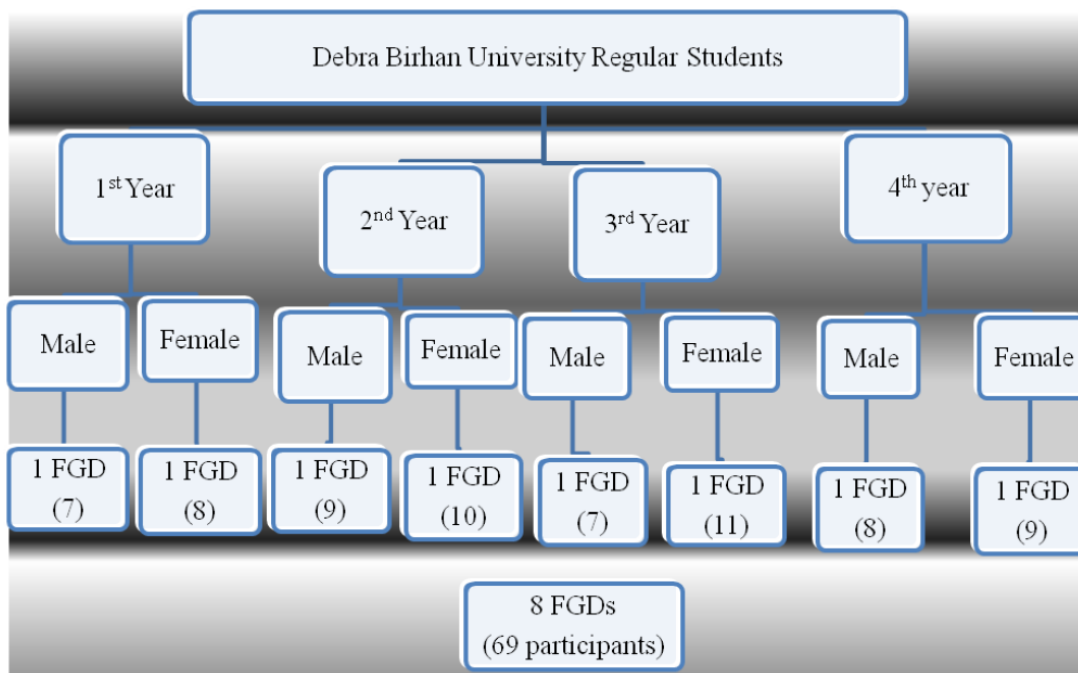 Debra Birhan University Regular Students
1st Year
2nd Year
3rd Year
4th year
Male
Female
Male
Female
Male
Female
Male
Female
1 FGD
(7)
1 FGD
(8)
1 FGD
(9)
1 FGD
(10)
1 FGD
(7)
1 FGD
(11)
1 FGD
(8)
1 FGD
(9)
8 FGDs
(69 participants)